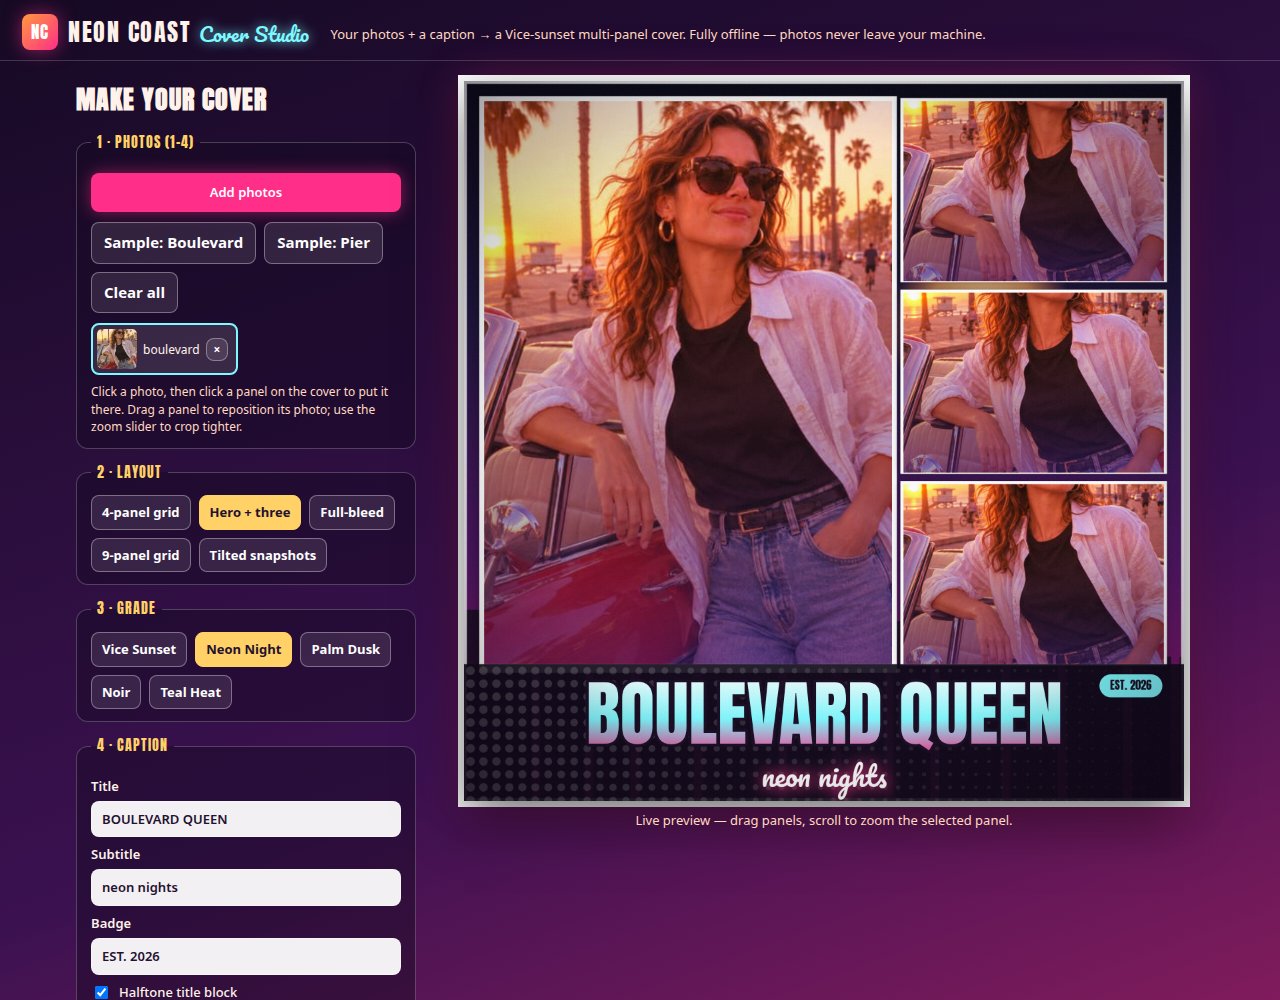 NC NEON COAST Cover Studio Your photos + a caption → a Vice-sunset multi-panel cover. Fully offline — photos never leave your machine.
MAKE YOUR COVER
1 · PHOTOS (1-4)
Add photos
Sample: Boulevard Sample: Pier
Clear all
boulevard ×
Click a photo, then click a panel on the cover to put it
there. Drag a panel to reposition its photo; use the
zoom slider to crop tighter.
2 · LAYOUT
4-panel grid Hero + three Full-bleed
9-panel grid Tilted snapshots
3 · GRADE
Vice Sunset Neon Night Palm Dusk
Noir Teal Heat
4 · CAPTION
Title
BOULEVARD QUEEN
Subtitle
neon nights
Badge
EST. 2026
Halftone title block
BOULEVARD QUEEN
EST. 2026
neon nights
Live preview — drag panels, scroll to zoom the selected panel.